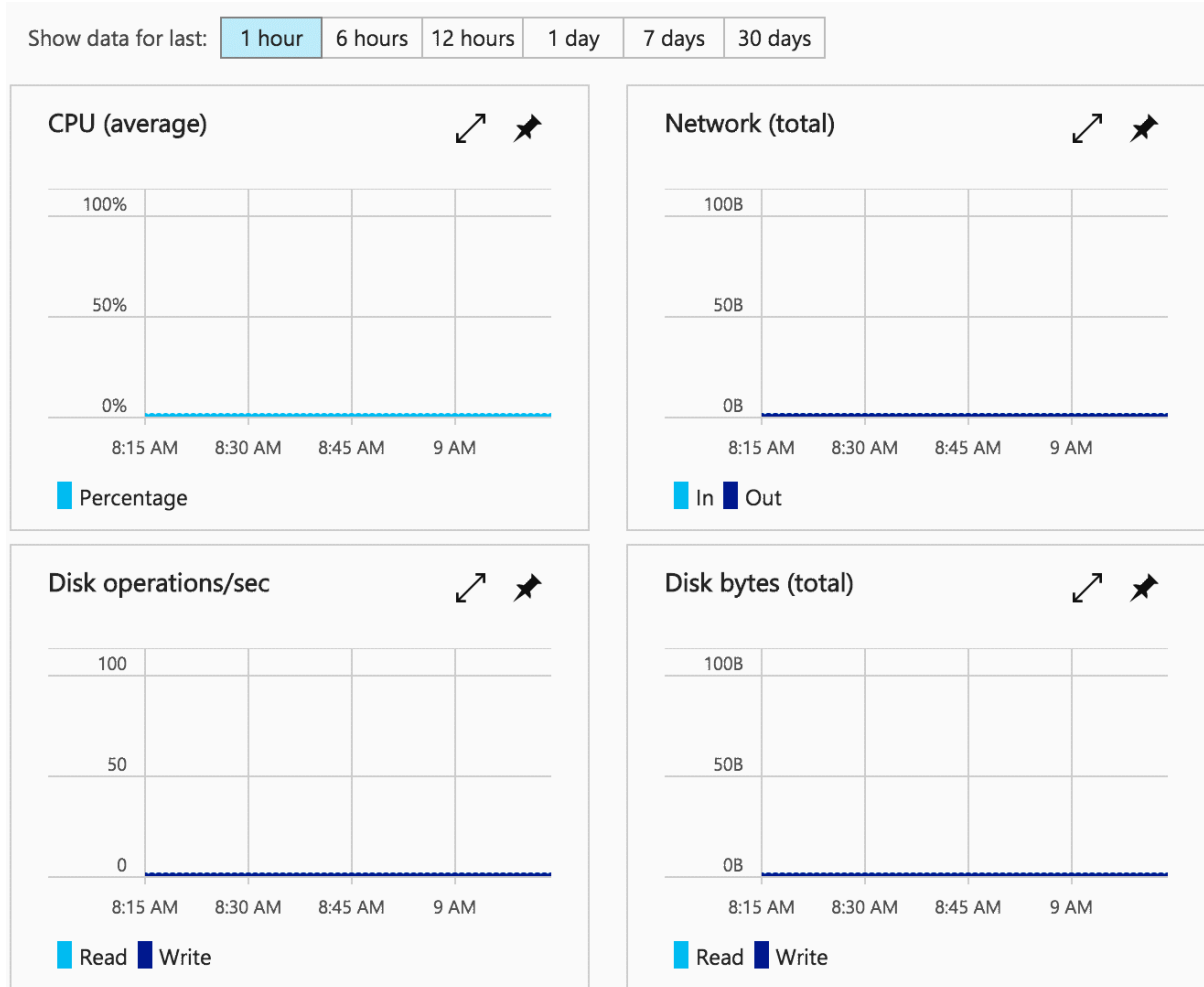 Show data for last: 1 hour 6 hours 12 hours 1 day 7 days 30 days
CPU (average)
100%
50%
0%
8:15 AM 8:30 AM 8:45 AM 9 AM
Percentage
Network (total)
100B
50B
0B
8:15 AM 8:30 AM 8:45 AM 9 AM
In Out
Disk operations/sec
100
50
0
8:15 AM 8:30 AM 8:45 AM 9 AM
Read Write
Disk bytes (total)
100B
50B
0B
8:15 AM 8:30 AM 8:45 AM 9 AM
Read Write